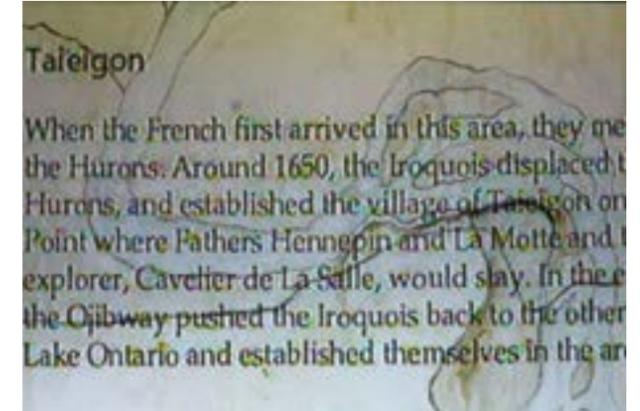 Taieigon
When the French first arrived in this area, they me
the Hurons. Around 1650, the Iroquois displaced t
Hurons, and established the village of Taieigon on
Point where Fathers Hennepin and La Motte and
explorer, Cavelier de La Salle, would stay. In the e
the Ojibway pushed the Iroquois back to the other
Lake Ontario and established themselves in the are